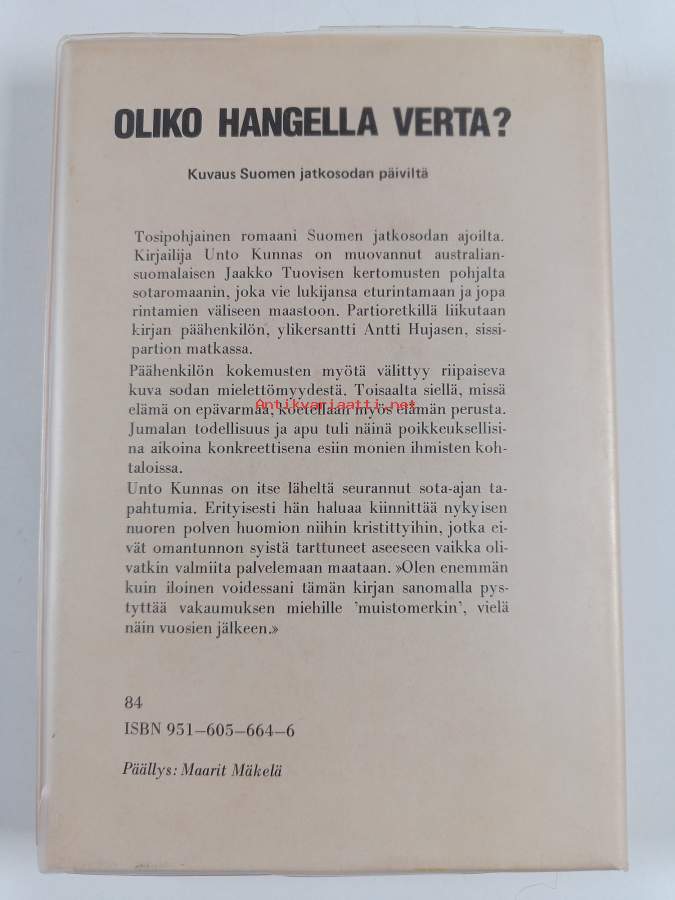 OLIKO HANGELLA VERTA?
Kuvaus Suomen jatkosodan päiviltä
Tosipohjainen romaani Suomen jatkosodan ajoilta.
Kirjailija Unto Kunnas on muovannut australian-
suomalaisen Jaakko Tuovisen kertomusten pohjalta
sotaromaanin, joka vie lukijansa eturintamaan ja jopa
rintamien väliseen maastoon. Partioretkillä liikutaan
kirjan päähenkilön, ylikersantti Antti Hujasen, sissi-
partion matkassa.
Päähenkilön kokemusten myötä välittyy riipaiseva
kuva sodan mielettömyydestä. Toisaalta siellä, missä
elämä on epävarmaa, koetellaan myös elämän perusta.
Antikvariaatti.net
Jumalan todellisuus ja apu tuli näinä poikkeuksellisi-
na aikoina konkreettisena esiin monien ihmisten koh-
taloissa.
Unto Kunnas on itse läheltä seurannut sota-ajan ta-
pahtumia. Erityisesti hän haluaa kiinnittää nykyisen
nuoren polven huomion niihin kristittyihin, jotka ei-
vät omantunnon syistä tarttuneet aseeseen vaikka oli-
vatkin valmiita palvelemaan maataan. »Olen enemmän
kuin iloinen voidessani tämän kirjan sanomalla pys-
tyttää vakaumuksen miehille 'muistomerkin', vielä
näin vuosien jälkeen.»
84
ISBN 951–605–664–6
Päällys: Maarit Mäkelä